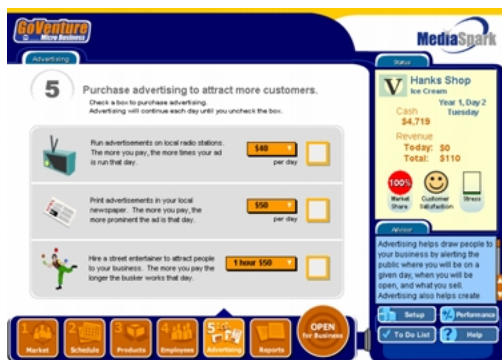 GoVenture
Micro Business
MediaSpark
Advertising
Status
5
Purchase advertising to attract more customers.
Check a box to purchase advertising.
Advertising will continue each day until you uncheck the box.
Run advertisements on local radio stations.
The more you pay, the more times your ad
is run that day.
$40
per day
Print advertisements in your local
newspaper. The more you pay, the
more prominent the ad is that day.
$50
per day
Hire a street entertainer to attract people
to your business. The more you pay the
longer the busker works that day.
1 hour $50
V
Hanks Shop
Ice Cream
Year 1, Day 2
Tuesday
Cash
$4,719
Revenue
Today: $0
Total: $110
100%
Market
Share
Customer
Satisfaction
Stress
Advisor
Advertising helps draw people to
your business by alerting the
public where you will be on a
given day, when you will be
open, and what you sell.
Advertising also helps create
Setup
Performance
To Do List
Help
1
Market
2
Schedule
3
Products
4
Employees
5
Advertising
Reports
OPEN
for Business